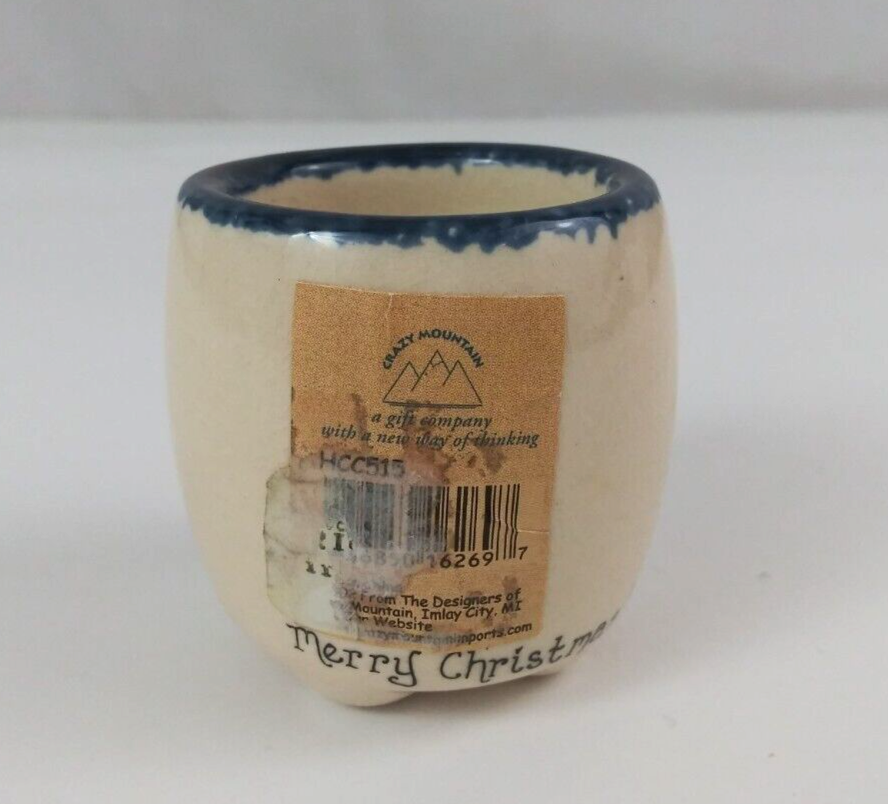 CRAZY MOUNTAIN
a gift company
with a new way of thinking
HCC515
16269 7
From The Designers of
Mountain, Imlay City, MI
Website
Merry Christma